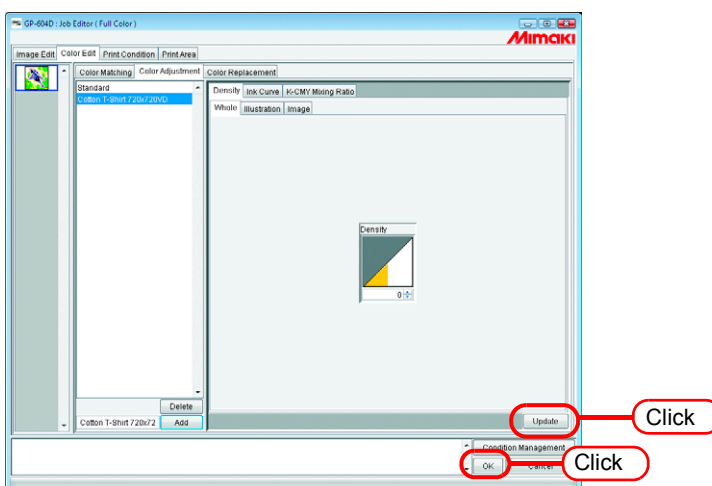 GP-604D : Job Editor ( Full Color )
Mimaki
Image Edit Color Edit Print Condition Print Area
Color Matching Color Adjustment Color Replacement
Standard
Cotton T-Shirt 720x720VD
Density Ink Curve K-CMY Mixing Ratio
Whole Illustration Image
Density
0
Delete
Cotton T-Shirt 720x72 Add
Update
Click
Condition Management
OK Cancel
Click